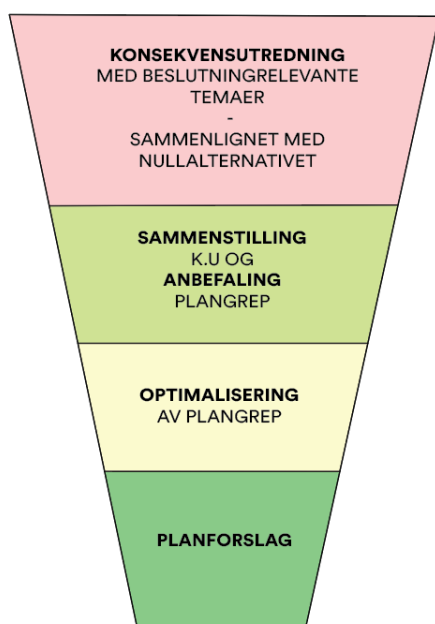 KONSEKVENSUTREDNING
MED BESLUTNINGRELEVANTE
TEMAER
-
SAMMENLIGNET MED
NULLALTERNATIVET
SAMMENSTILLING
K.U OG
ANBEFALING
PLANGREP
OPTIMALISERING
AV PLANGREP
PLANFORSLAG